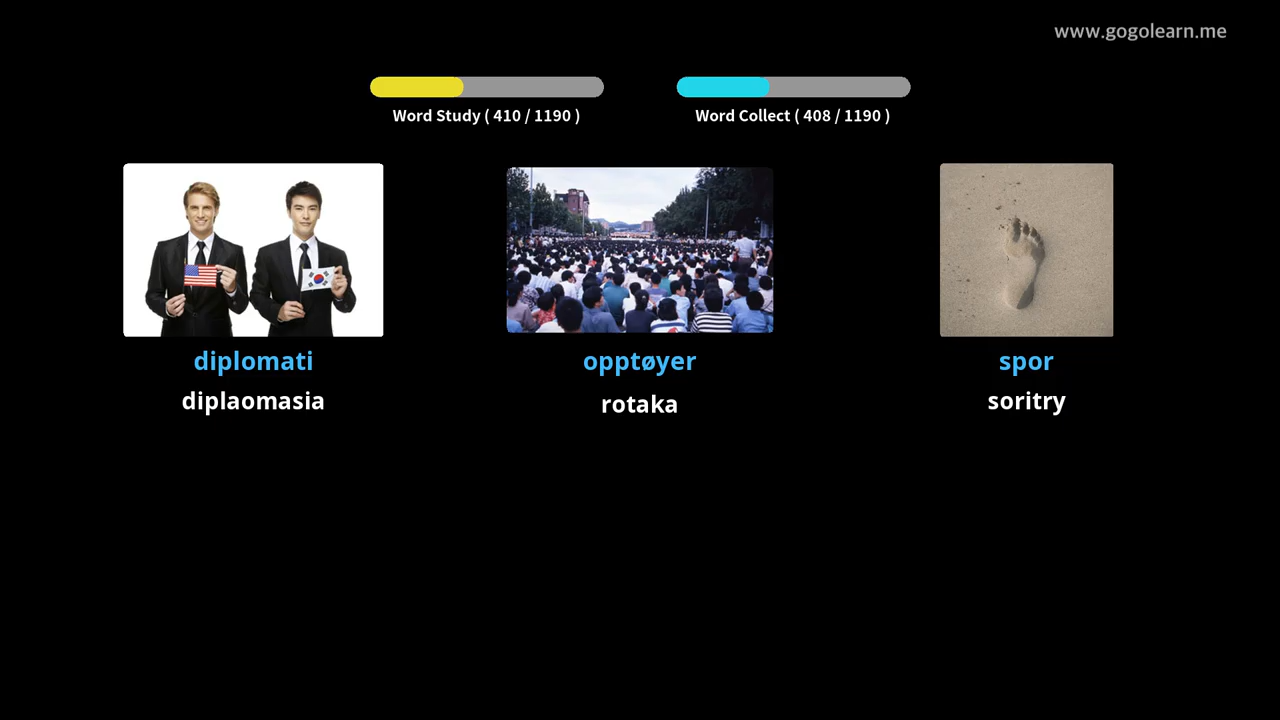 www.gogolearn.me
Word Study ( 410 / 1190 )
Word Collect ( 408 / 1190 )
diplomati
opptøyer
spor
diplaomasia
rotaka
soritry